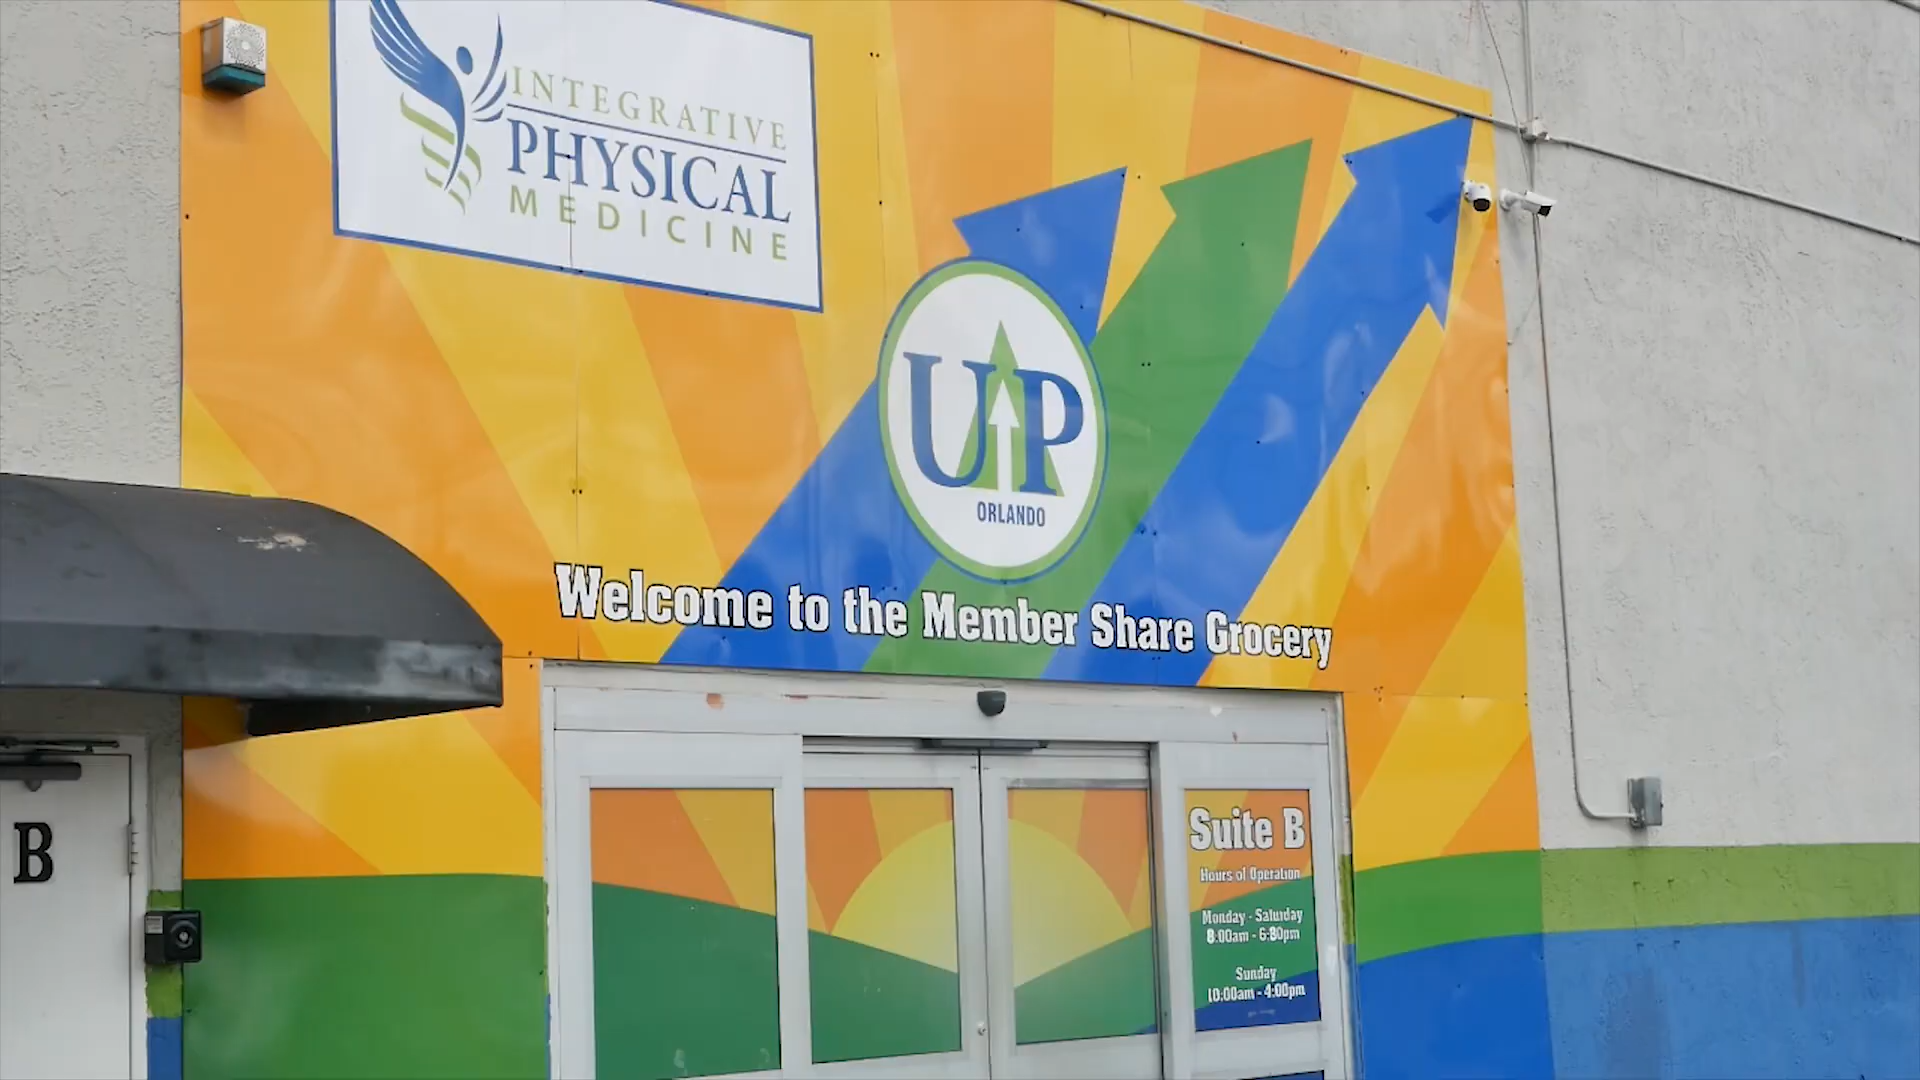 INTEGRATIVE
PHYSICAL
MEDICINE
UP
ORLANDO
Welcome to the Member Share Grocery
B
Suite B
Hours of Operation
Monday - Saturday
8:00am - 6:30pm
Sunday
10:00am - 4:00pm